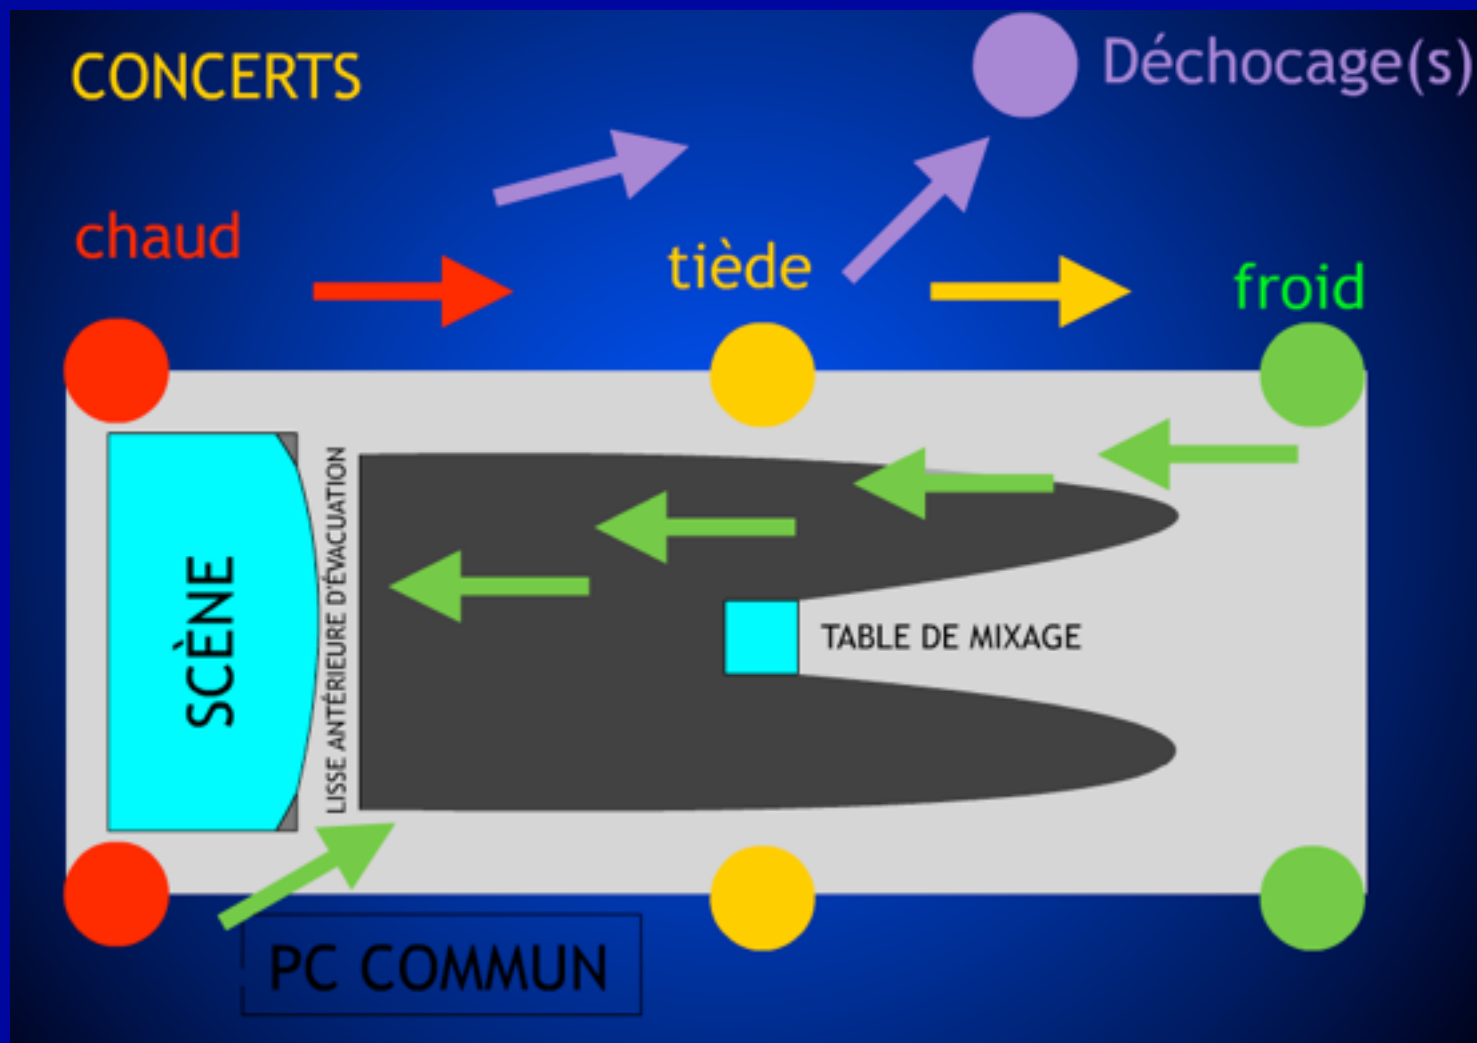 CONCERTS
Déchocage(s)
chaud
tiède
froid
SCÈNE
LISSE ANTÉRIEURE D'ÉVACUATION
TABLE DE MIXAGE
PC COMMUN